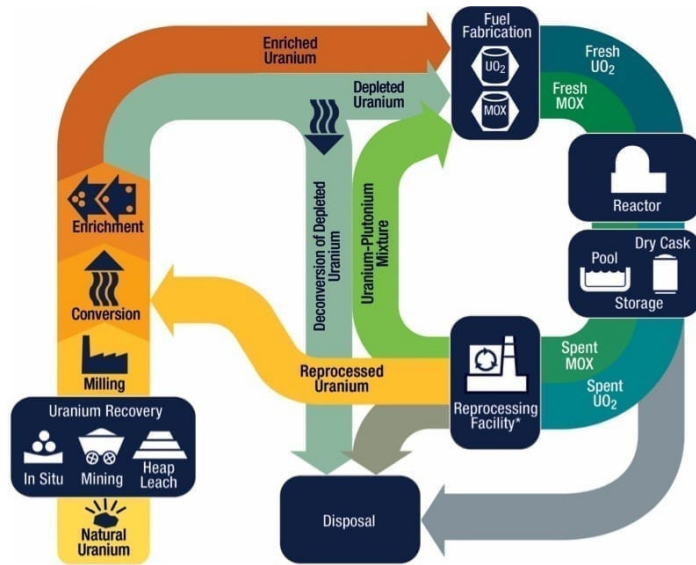 Fuel
Fabrication
UO₂
MOX
Enriched
Uranium
Depleted
Uranium
Fresh
UO₂
Fresh
MOX
Reactor
Pool
Dry Cask
Storage
Enrichment
Conversion
Milling
Uranium Recovery
In Situ
Mining
Heap
Leach
Natural
Uranium
Deconversion of Depleted
Uranium
Uranium-Plutonium
Mixture
Reprocessed
Uranium
Reprocessing
Facility*
Spent
MOX
Spent
UO₂
Disposal